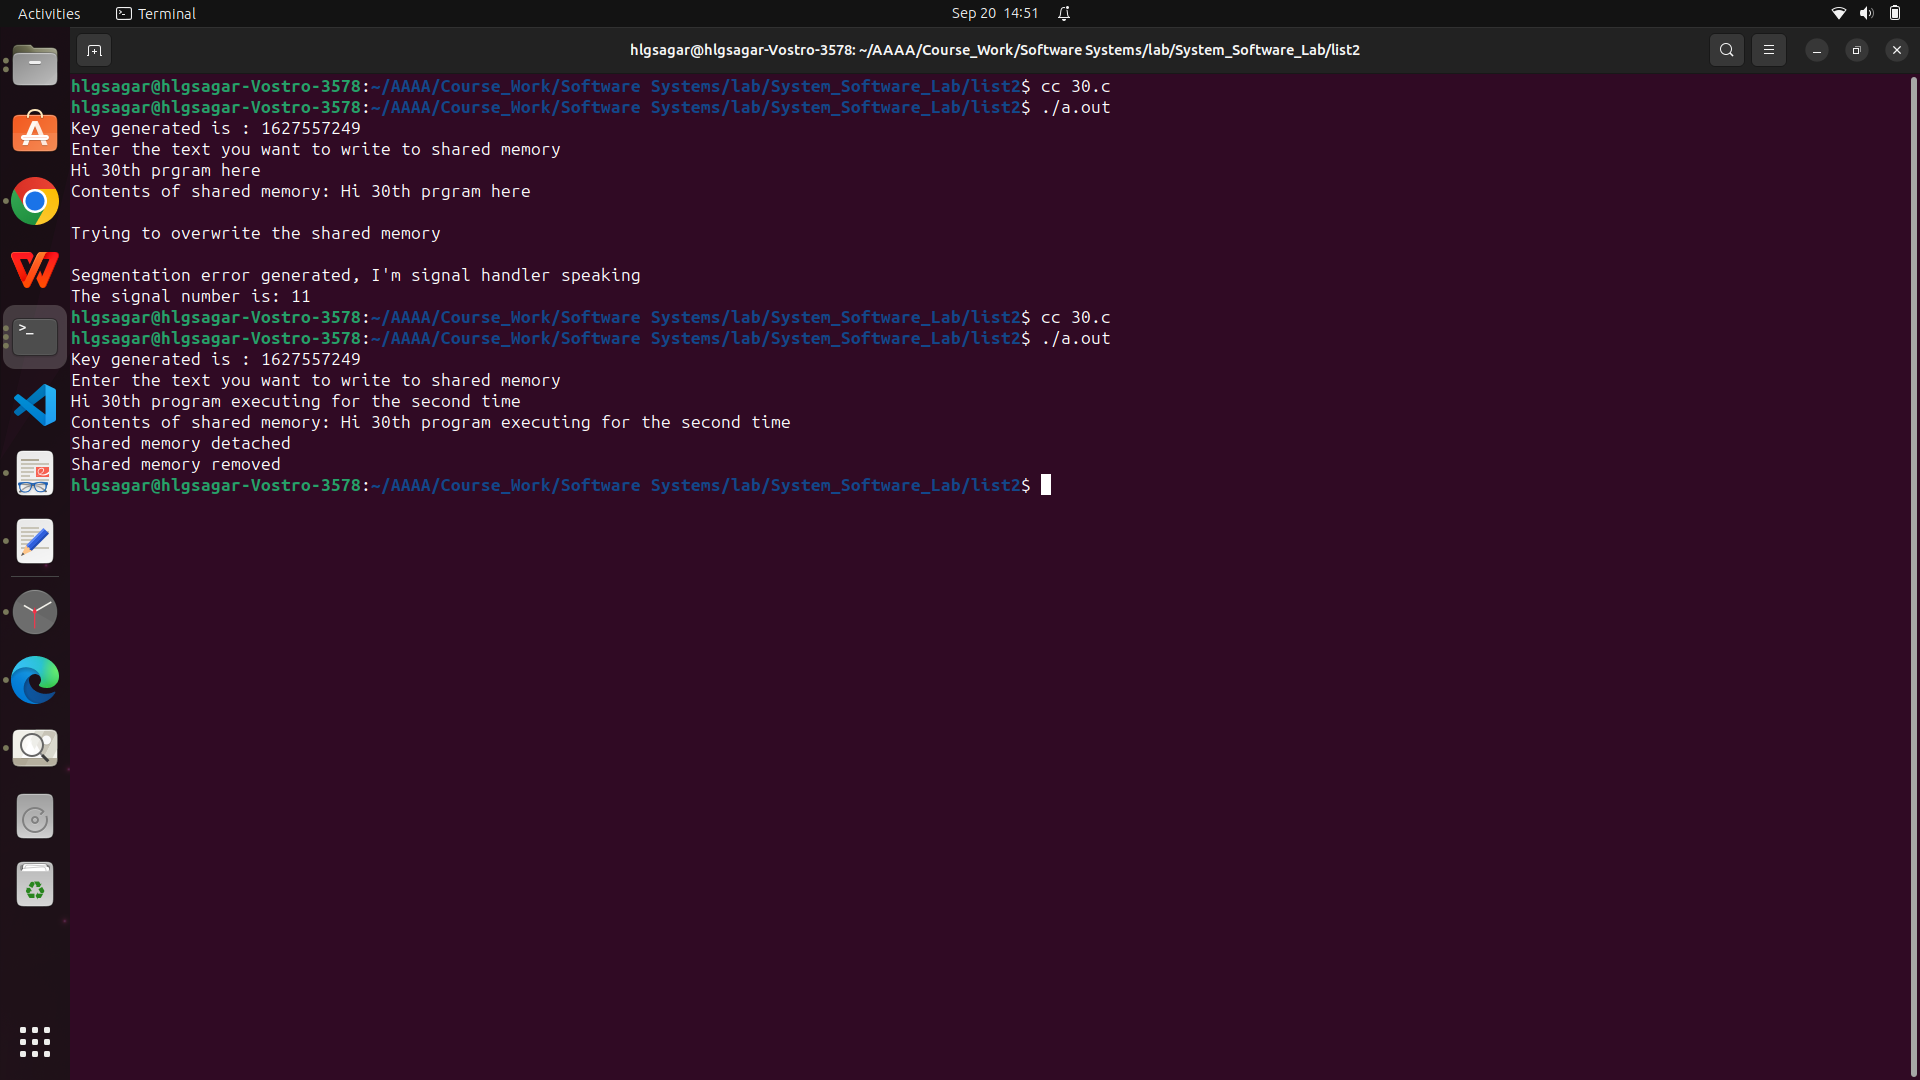 Activities Terminal Sep 20 14:51
hlgsagar@hlgsagar-Vostro-3578: ~/AAAA/Course_Work/Software Systems/lab/System_Software_Lab/list2
hlgsagar@hlgsagar-Vostro-3578:~/AAAA/Course_Work/Software Systems/lab/System_Software_Lab/list2$ cc 30.c
hlgsagar@hlgsagar-Vostro-3578:~/AAAA/Course_Work/Software Systems/lab/System_Software_Lab/list2$ ./a.out
Key generated is : 1627557249
Enter the text you want to write to shared memory
Hi 30th prgram here
Contents of shared memory: Hi 30th prgram here
Trying to overwrite the shared memory
Segmentation error generated, I'm signal handler speaking
The signal number is: 11
hlgsagar@hlgsagar-Vostro-3578:~/AAAA/Course_Work/Software Systems/lab/System_Software_Lab/list2$ cc 30.c
hlgsagar@hlgsagar-Vostro-3578:~/AAAA/Course_Work/Software Systems/lab/System_Software_Lab/list2$ ./a.out
Key generated is : 1627557249
Enter the text you want to write to shared memory
Hi 30th program executing for the second time
Contents of shared memory: Hi 30th program executing for the second time
Shared memory detached
Shared memory removed
hlgsagar@hlgsagar-Vostro-3578:~/AAAA/Course_Work/Software Systems/lab/System_Software_Lab/list2$